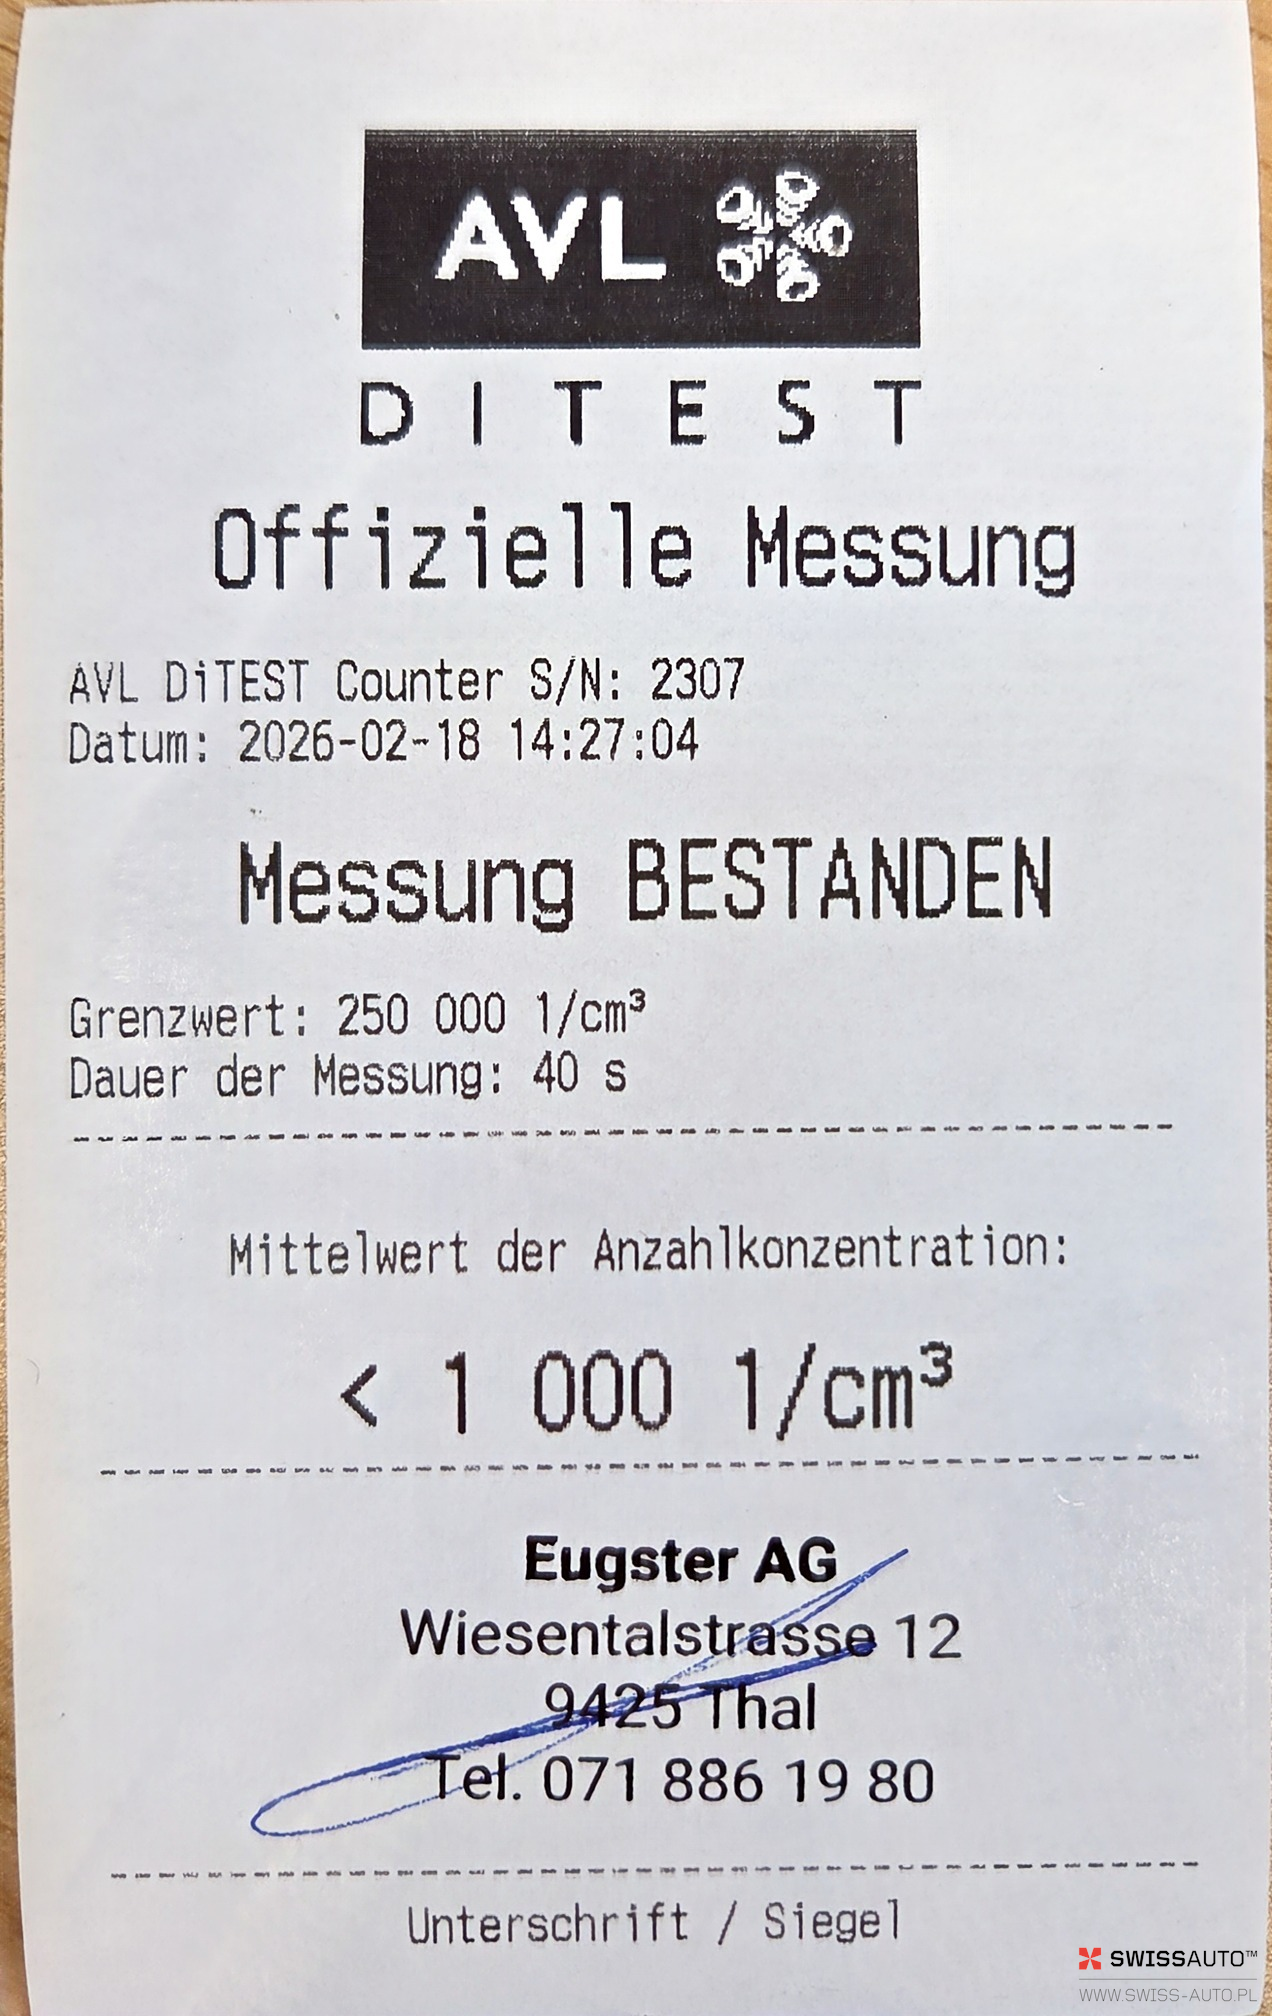 AVL
DITEST
Offizielle Messung
AVL DiTEST Counter S/N: 2307
Datum: 2026-02-18 14:27:04
Messung BESTANDEN
Grenzwert: 250 000 1/cm³
Dauer der Messung: 40 s
Mittelwert der Anzahlkonzentration:
< 1 000 1/cm³
Eugster AG
Wiesentalstrasse 12
9425 Thal
Tel. 071 886 19 80
Unterschrift / Siegel
SWISSAUTO™
WWW.SWISS-AUTO.PL